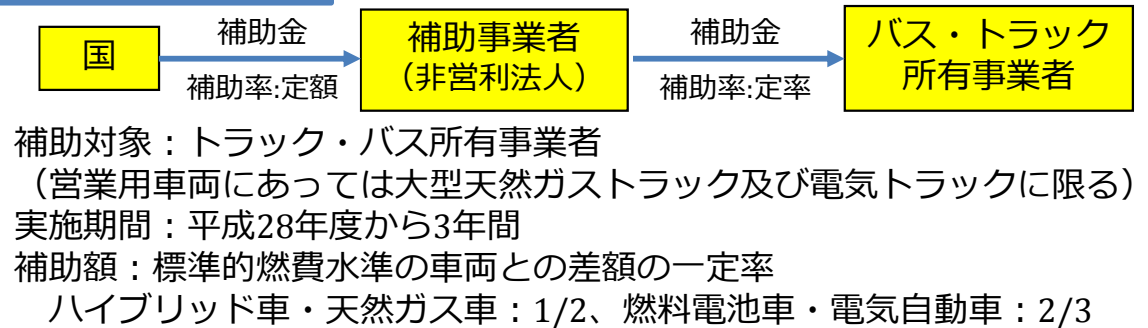 国
補助金
補助率:定額
補助事業者
(非営利法人)
補助金
補助率:定率
バス・トラック
所有事業者
補助対象：トラック・バス所有事業者
（営業用車両にあっては大型天然ガストラック及び電気トラックに限る）
実施期間：平成28年度から3年間
補助額：標準的燃費水準の車両との差額の一定率
ハイブリッド車・天然ガス車：1/2、燃料電池車・電気自動車：2/3